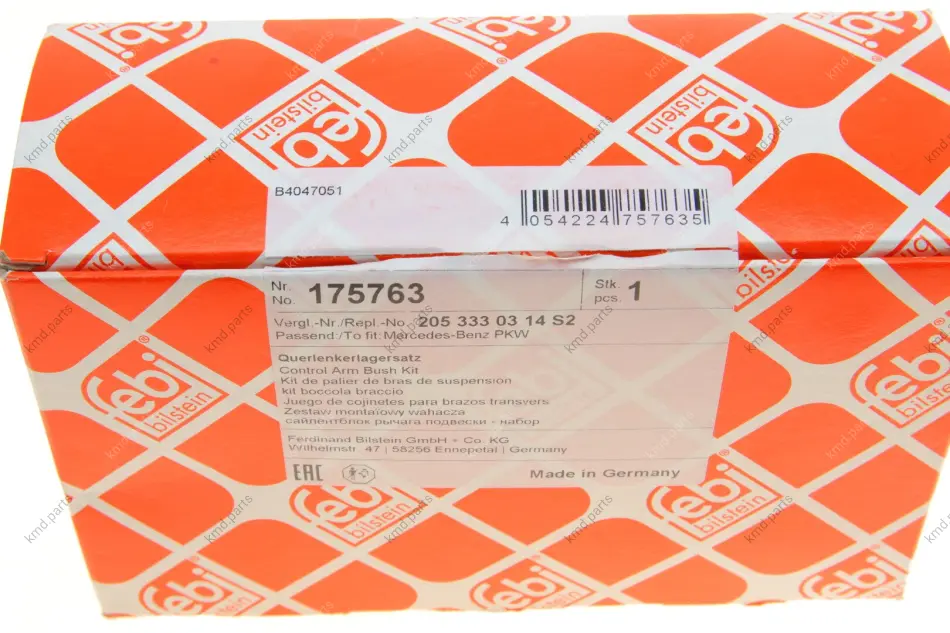 febi
bilstein
B4047051
4 054224 757635
Nr.
No. 175763
Stk.
pcs. 1
Vergl.-Nr./Repl.-No. 205 333 03 14 S2
Passend:/To fit: Mercedes-Benz PKW
Querlenkerlagersatz
Control Arm Bush Kit
Kit de palier de bras de suspension
kit boccola braccio
Juego de cojinetes para brazos transvers
Zestaw montażowy wahacza
сайлентблок рычага подвески - набор
Ferdinand Bilstein GmbH + Co. KG
Wilhelmstr. 47 | 58256 Ennepetal | Germany
EAC
Made in Germany
febi
bilstein
kmd.parts